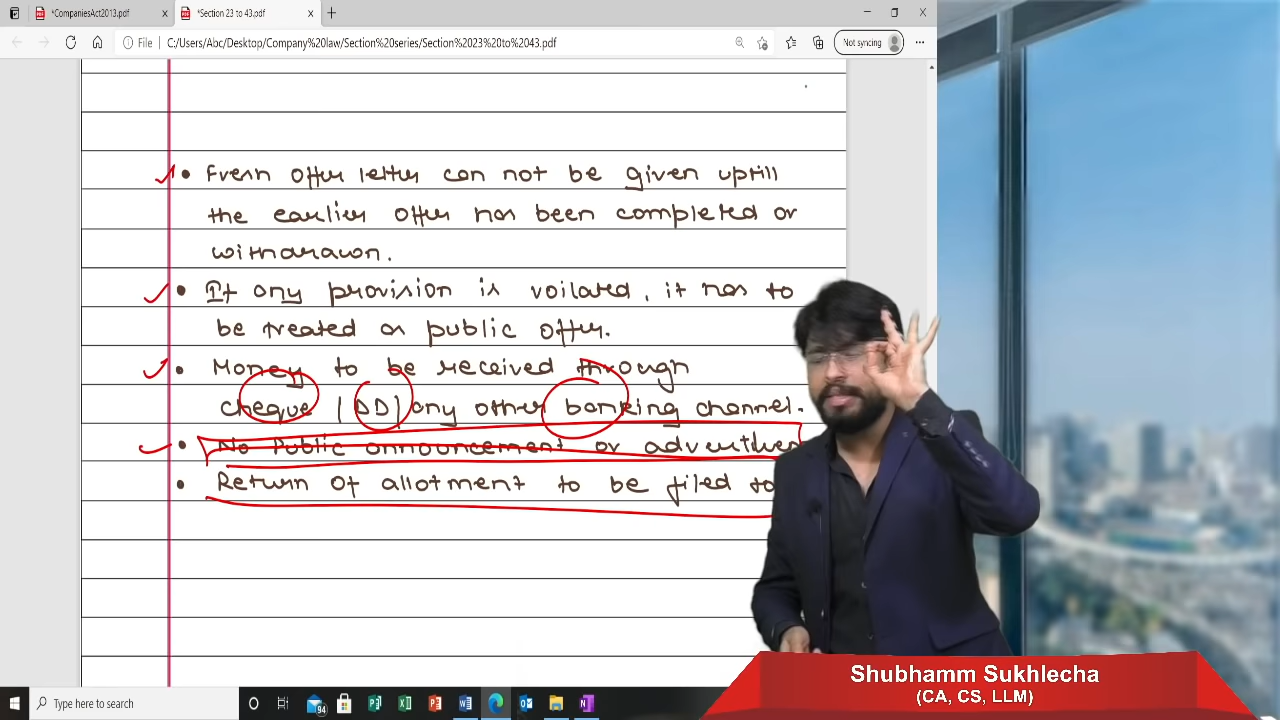 *CompaniesAct2013.pdf
*Section 23 to 43.pdf
File
C:/Users/Abc/Desktop/Company%20law/Section%20series/Section%2023%20to%2043.pdf
Not syncing
• Fresh offer letter can not be given uptill
the earlier offer has been completed or
withdrawn.
• If any provision is voilated, it has to
be treated as public offer.
• Money to be received through
cheque | DD | any other banking channel.
• No Public announcement or
• Return of allotment to be filed to
Shubhamm Sukhlecha
(CA, CS, LLM)
Type here to search
94